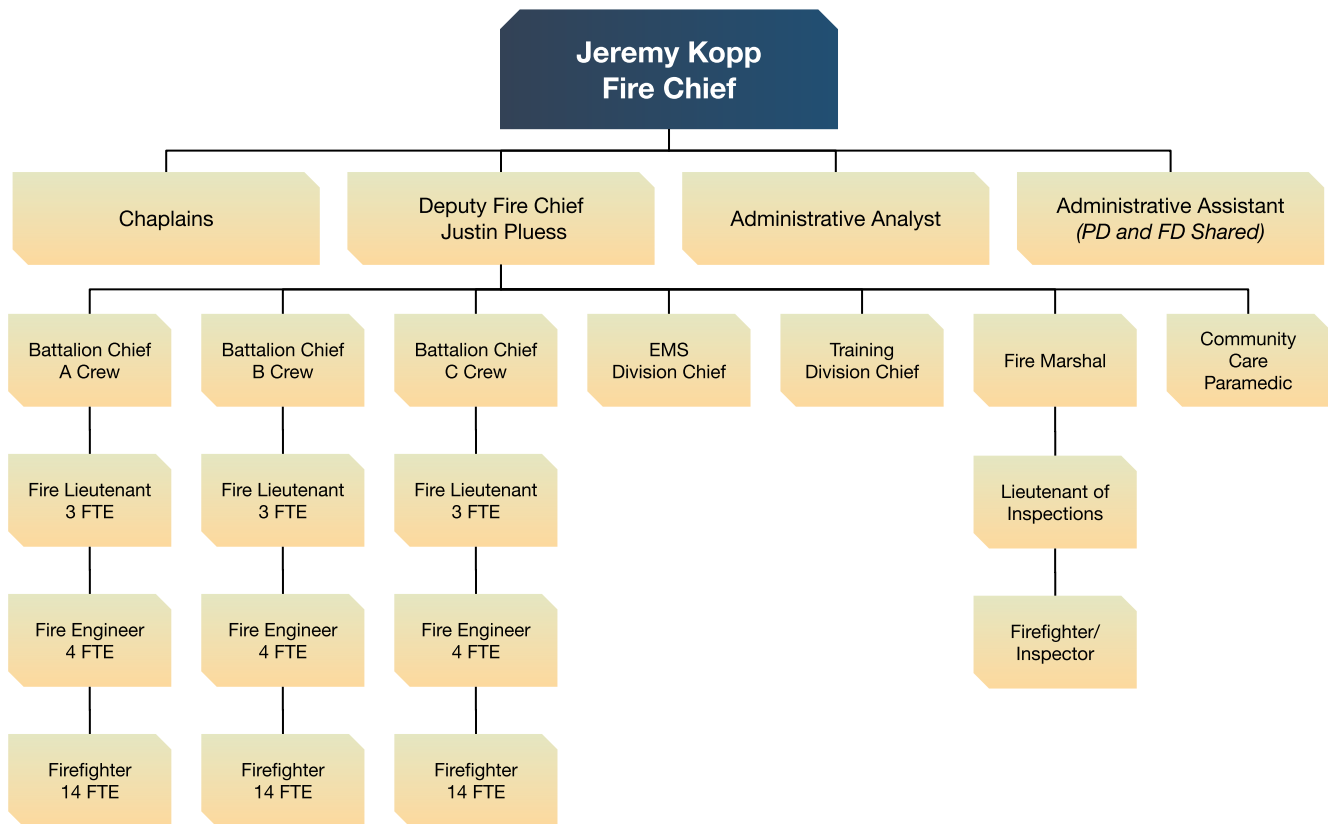 Jeremy Kopp
Fire Chief
Chaplains
Deputy Fire Chief
Justin Pluess
Administrative Analyst
Administrative Assistant
(PD and FD Shared)
Battalion Chief
A Crew
Battalion Chief
B Crew
Battalion Chief
C Crew
EMS
Division Chief
Training
Division Chief
Fire Marshal
Community
Care
Paramedic
Fire Lieutenant
3 FTE
Fire Lieutenant
3 FTE
Fire Lieutenant
3 FTE
Lieutenant of
Inspections
Fire Engineer
4 FTE
Fire Engineer
4 FTE
Fire Engineer
4 FTE
Firefighter/
Inspector
Firefighter
14 FTE
Firefighter
14 FTE
Firefighter
14 FTE